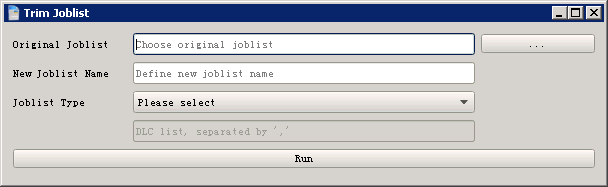 Trim Joblist
Original Joblist
Choose original joblist
...
New Joblist Name
Define new joblist name
Joblist Type
Please select
DLC list, separated by ','
Run